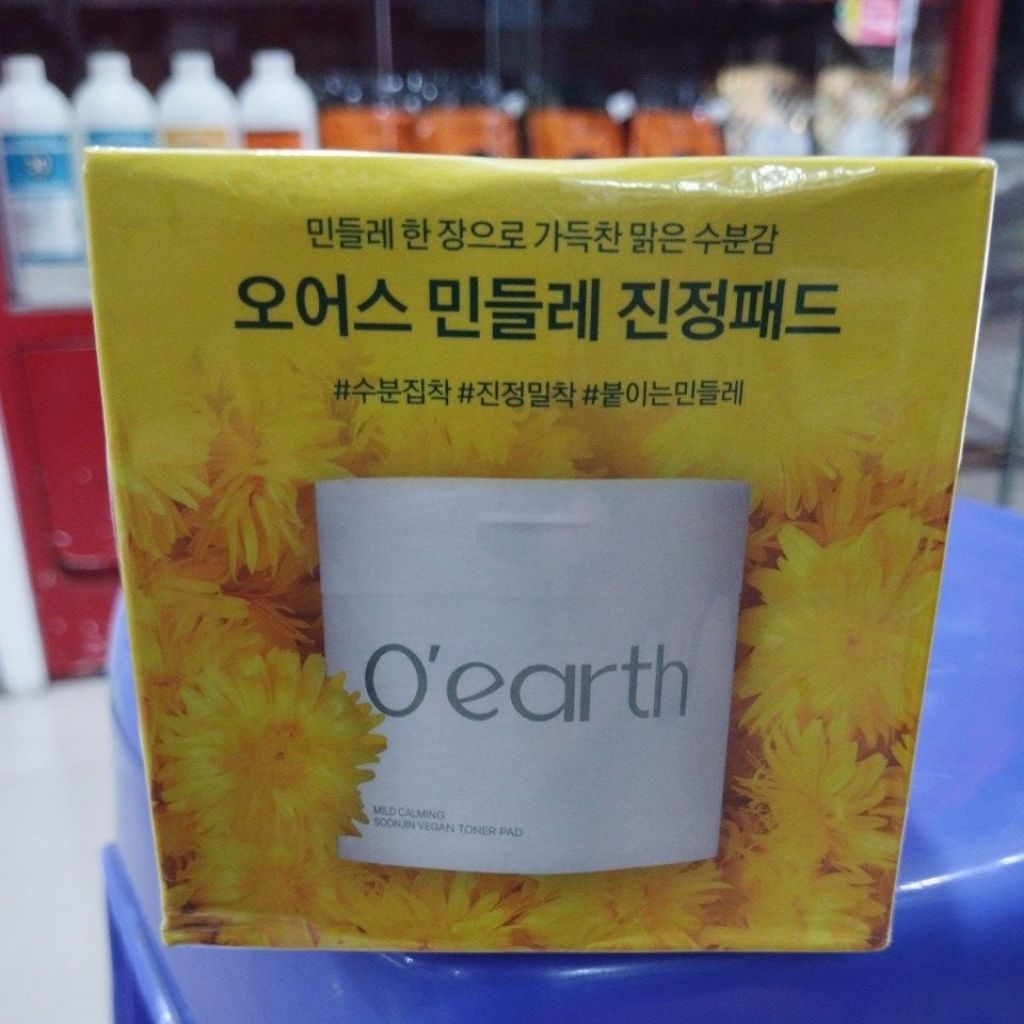 민들레 한 장으로 가득찬 맑은 수분감
오어스 민들레 진정패드
#수분집착 #진정밀착 #붙이는민들레
O'earth
MILD CALMING
SOONJIN VEGAN TONER PAD